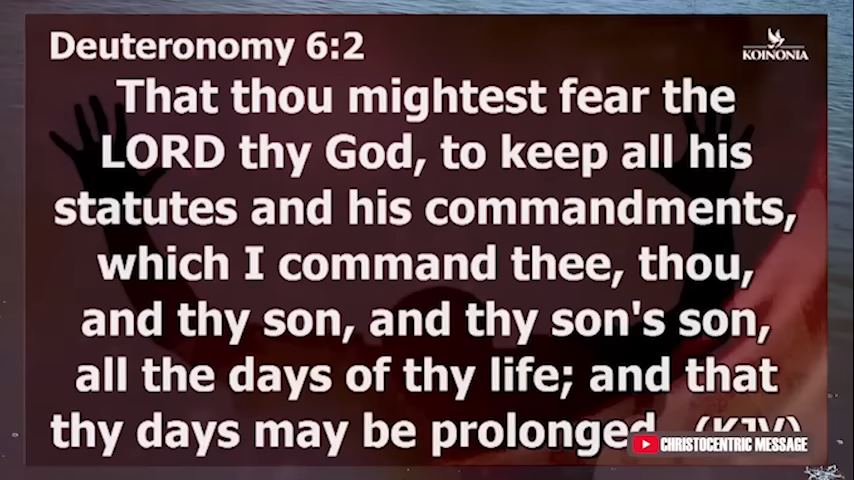 Deuteronomy 6:2
KOINONIA
That thou mightest fear the
LORD thy God, to keep all his
statutes and his commandments,
which I command thee, thou,
and thy son, and thy son's son,
all the days of thy life; and that
thy days may be prolonged. (KJV)
CHRISTOCENTRIC MESSAGE